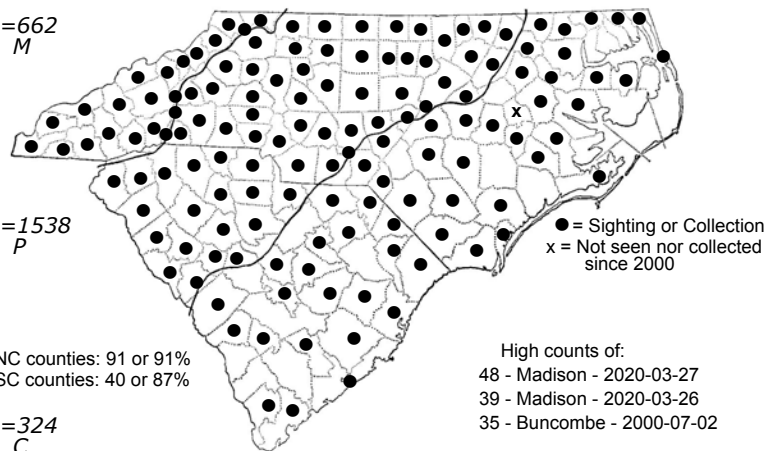 =662
M
x
=1538
P
● = Sighting or Collection
x = Not seen nor collected
since 2000
NC counties: 91 or 91%
SC counties: 40 or 87%
High counts of:
48 - Madison - 2020-03-27
39 - Madison - 2020-03-26
35 - Buncombe - 2000-07-02
=324
C